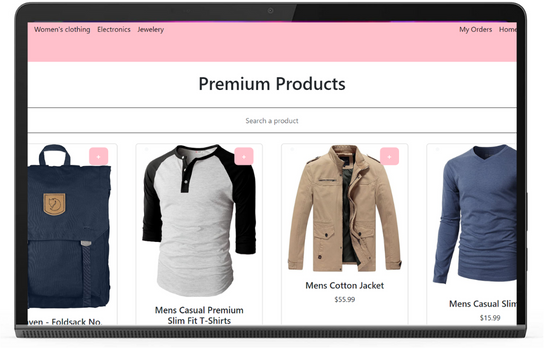 Women's clothing Electronics Jewelery My Orders Home
Premium Products
Search a product
+ + +
Mens Cotton Jacket
$55.99
Mens Casual Slim
$15.99
Mens Casual Premium
Slim Fit T-Shirts
ven - Foldsack No.